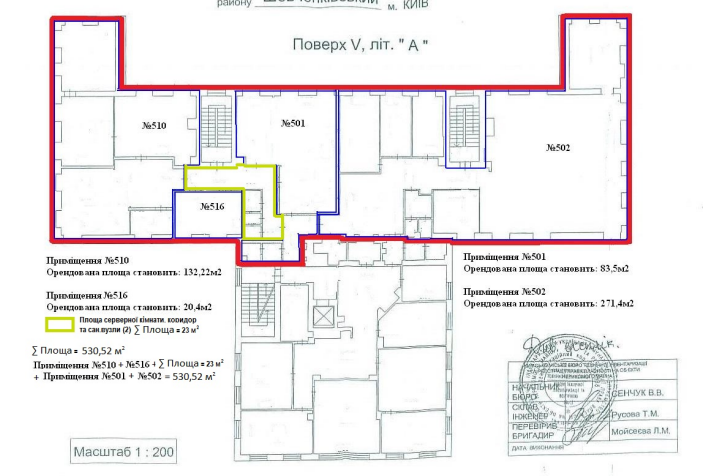 району Шевченківський м. КИЇВ
Поверх V, літ. "А"
№510
№501
№502
№516
Приміщення №510
Орендована площа становить: 132,22м2
Приміщення №516
Орендована площа становить: 20,4м2
Площа серверної кімнати, коридор
та сан.вузли (2) ∑ Площа = 23 м²
∑ Площа = 530,52 м²
Приміщення №510 + №516 + ∑ Площа = 23 м²
+ Приміщення №501 + №502 = 530,52 м²
Приміщення №501
Орендована площа становить: 83,5м2
Приміщення №502
Орендована площа становить: 271,4м2
Масштаб 1 : 200
НАЧАЛЬНИК
БЮРО
СЕНЧУК В.В.
СКЛАВ
ІНЖЕНЕР
Русова Т.М.
ПЕРЕВІРИВ
БРИГАДИР
Мойсеєва Л.М.
ДАТА ВИКОНАННЯ